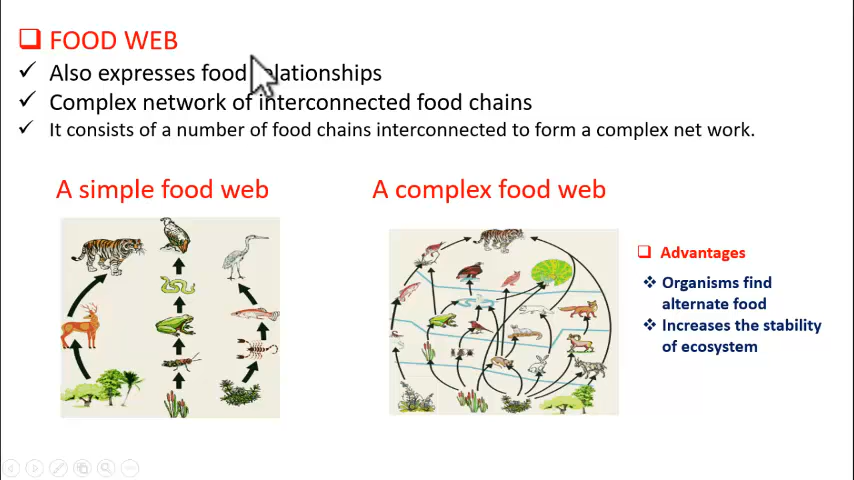 FOOD WEB
Also expresses food relationships
Complex network of interconnected food chains
It consists of a number of food chains interconnected to form a complex net work.
A simple food web
A complex food web
Advantages
Organisms find
alternate food
Increases the stability
of ecosystem